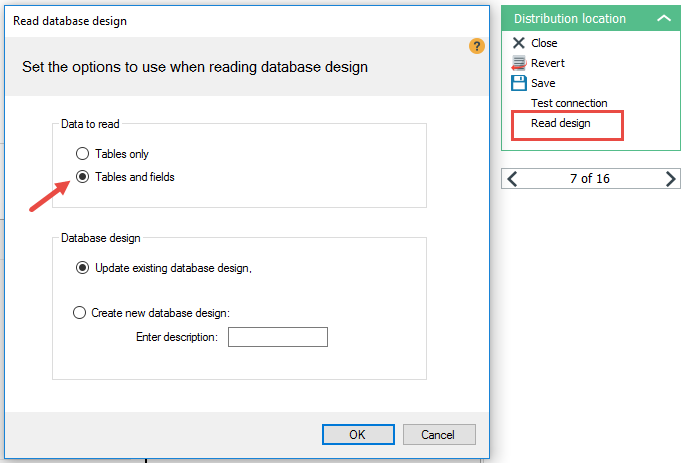 Read database design
?
Set the options to use when reading database design
Data to read
Tables only
Tables and fields
Database design
Update existing database design,
Create new database design:
Enter description:
OK
Cancel
Distribution location
Close
Revert
Save
Test connection
Read design
7 of 16